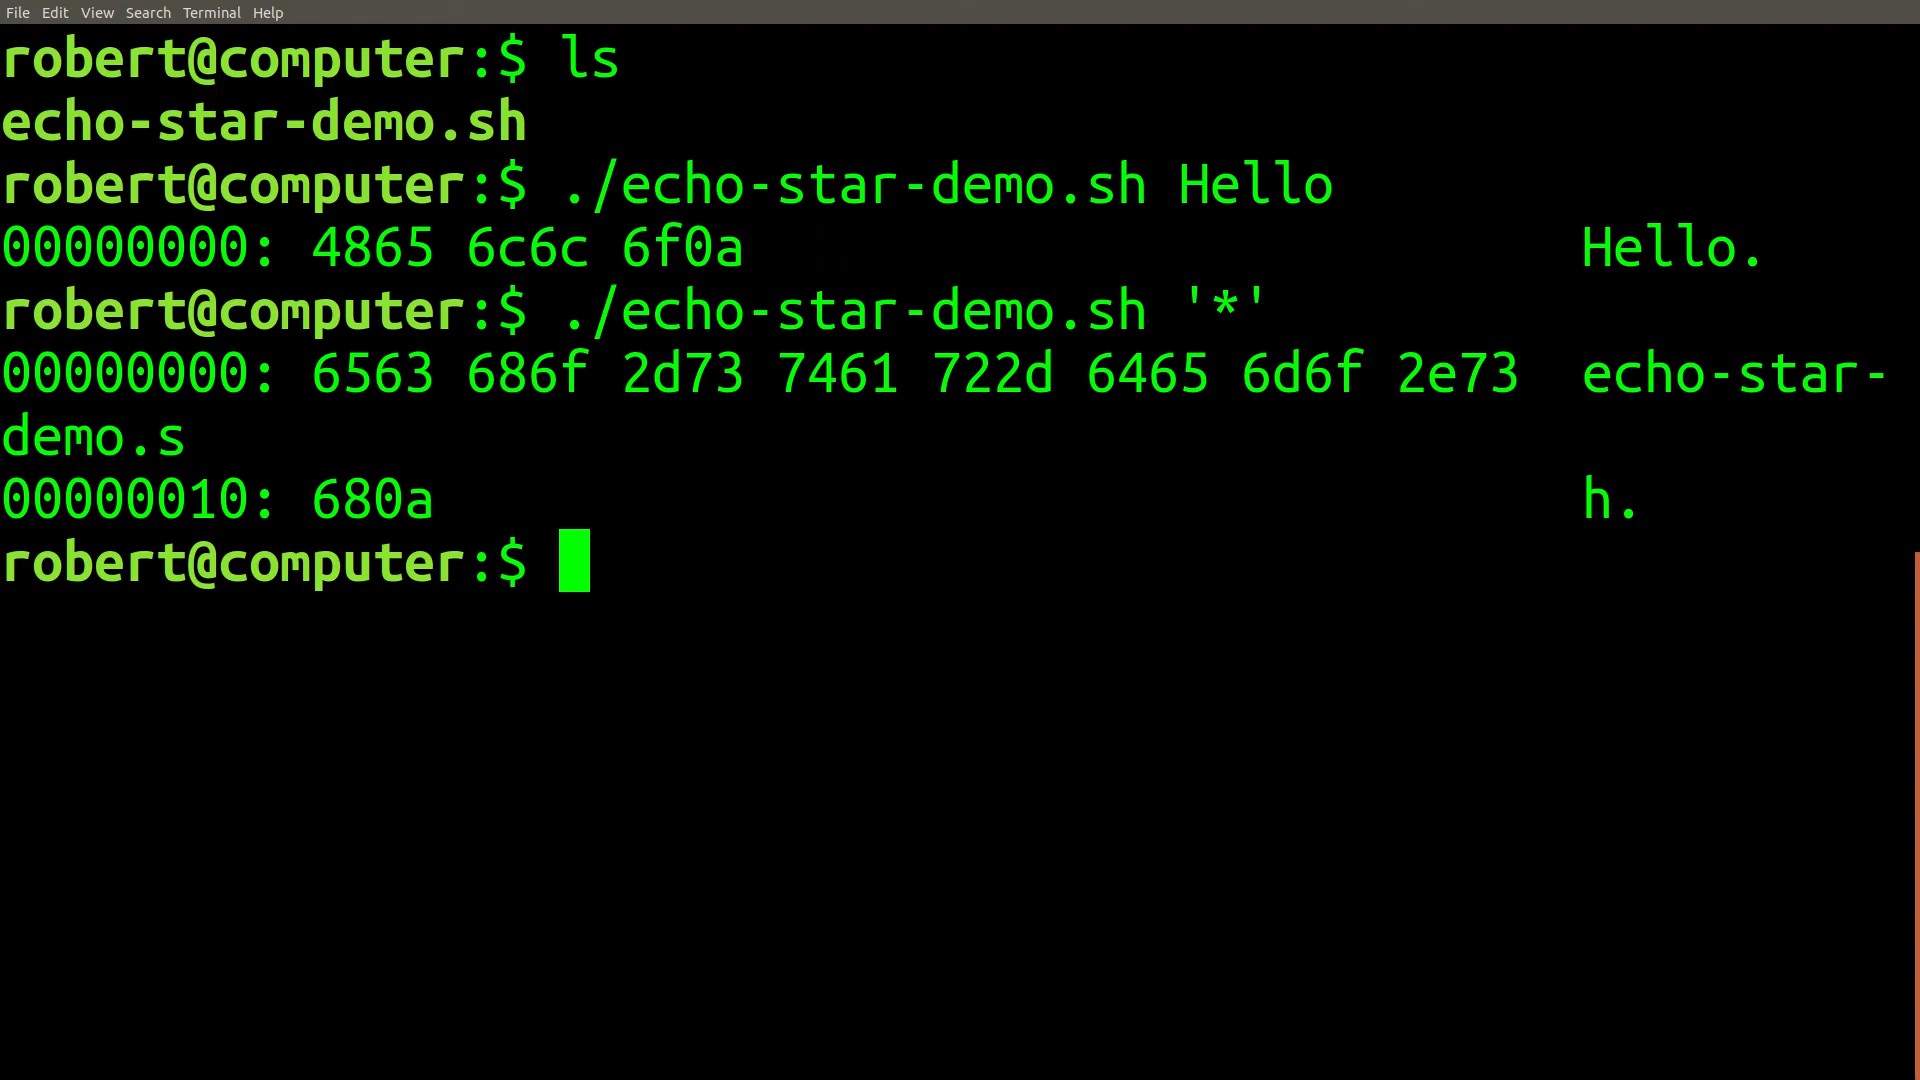 File Edit View Search Terminal Help
robert@computer:$ ls
echo-star-demo.sh
robert@computer:$ ./echo-star-demo.sh Hello
00000000: 4865 6c6c 6f0a                           Hello.
robert@computer:$ ./echo-star-demo.sh '*'
00000000: 6563 686f 2d73 7461 722d 6465 6d6f 2e73  echo-star-
demo.s
00000010: 680a                                     h.
robert@computer:$